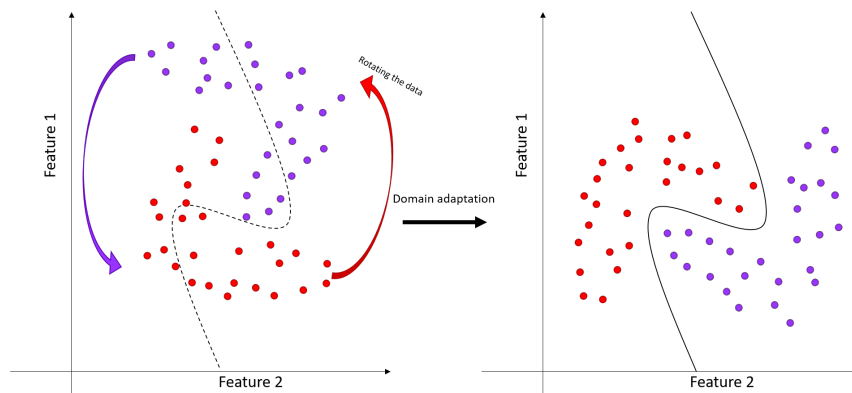 Rotating the data
Feature 1
Domain adaptation
Feature 2
Feature 1
Feature 2